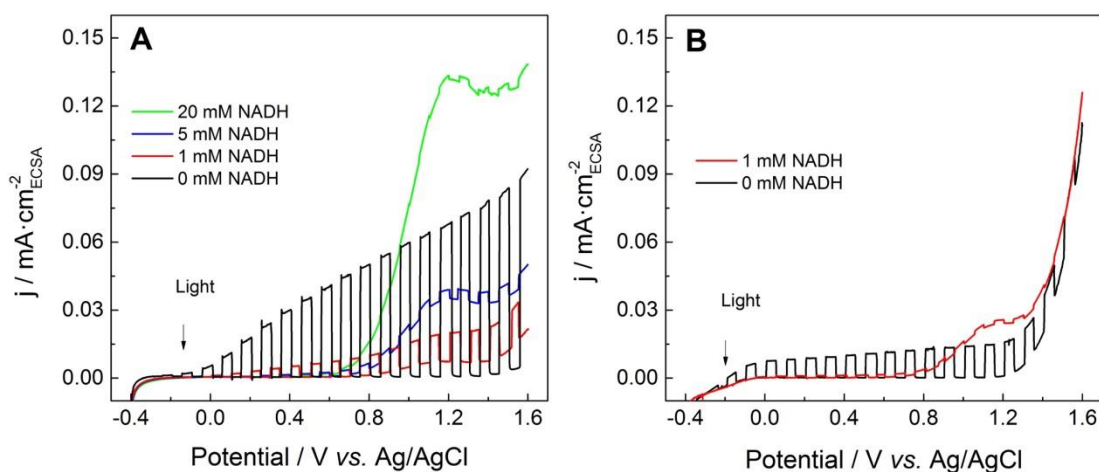 A
B
0.15
0.12
0.09
0.06
0.03
0.00
j / mA·cm⁻²ECSA
20 mM NADH
5 mM NADH
1 mM NADH
0 mM NADH
Light
-0.4 0.0 0.4 0.8 1.2 1.6
Potential / V vs. Ag/AgCl
0.15
0.12
0.09
0.06
0.03
0.00
j / mA·cm⁻²ECSA
1 mM NADH
0 mM NADH
Light
-0.4 0.0 0.4 0.8 1.2 1.6
Potential / V vs. Ag/AgCl